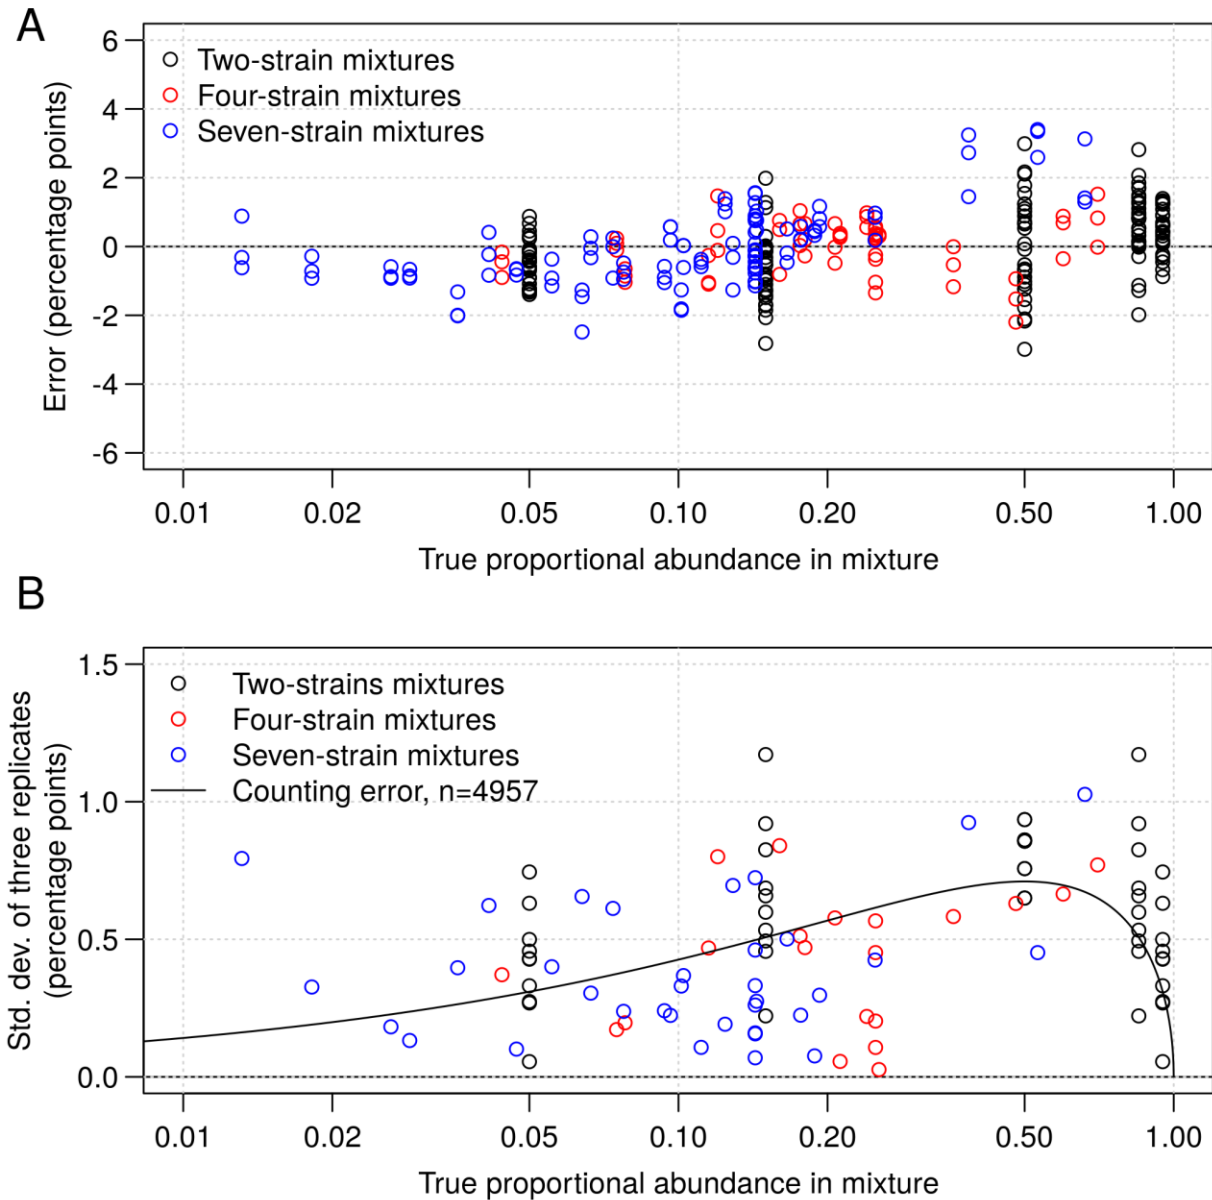 A
Error (percentage points)
6
4
2
0
-2
-4
-6
Two-strain mixtures
Four-strain mixtures
Seven-strain mixtures
0.01 0.02 0.05 0.10 0.20 0.50 1.00
True proportional abundance in mixture
B
Std. dev. of three replicates
(percentage points)
1.5
1.0
0.5
0.0
Two-strains mixtures
Four-strain mixtures
Seven-strain mixtures
Counting error, n=4957
0.01 0.02 0.05 0.10 0.20 0.50 1.00
True proportional abundance in mixture